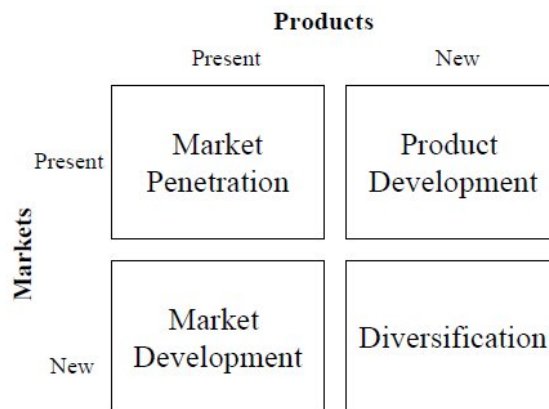 Products
Present New
Market
Penetration
Product
Development
Present
Markets
Market
Development
Diversification
New